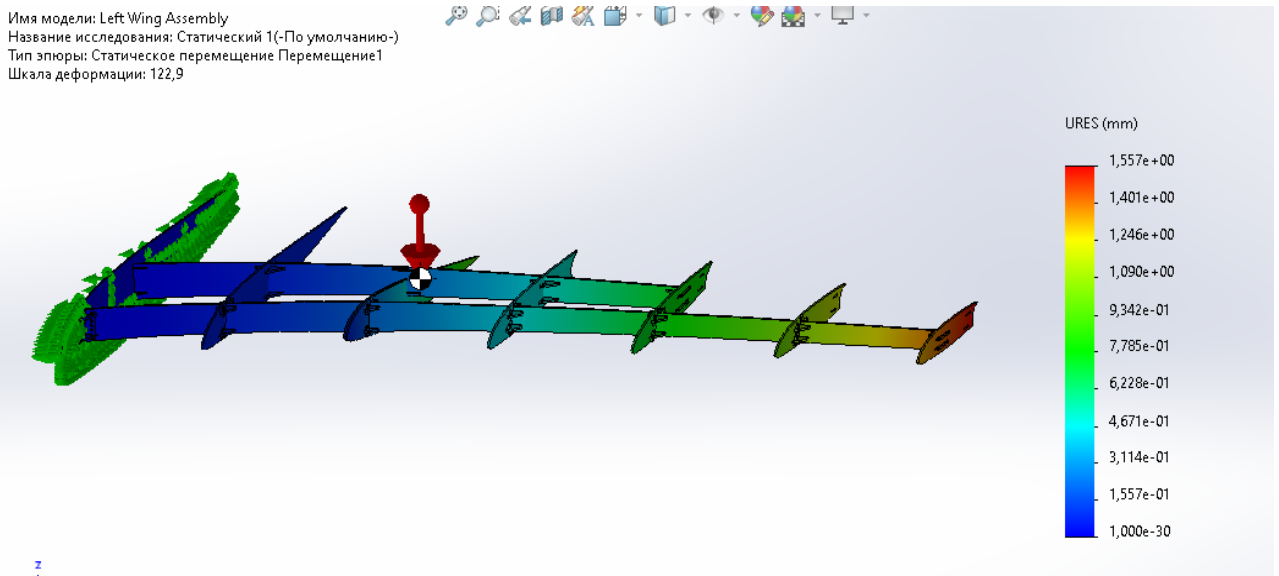 Имя модели: Left Wing Assembly
Название исследования: Статический 1(-По умолчанию-)
Тип эпюры: Статическое перемещение Перемещение1
Шкала деформации: 122,9
URES (mm)
1,557e+00
1,401e+00
1,246e+00
1,090e+00
9,342e-01
7,785e-01
6,228e-01
4,671e-01
3,114e-01
1,557e-01
1,000e-30
z